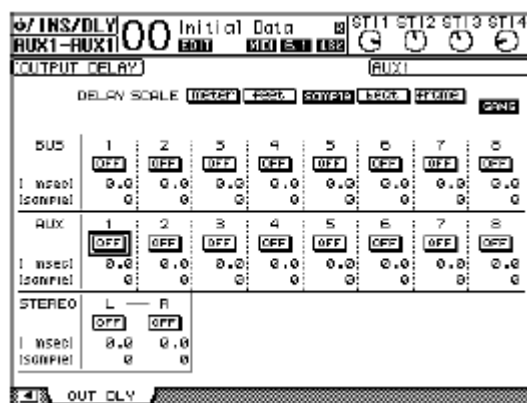 ø/ INS/DLY 00 Initial Data ST1 ST2 ST3 ST4
AUX1-AUX1 EDIT MIDI 5.1
OUTPUT DELAY AUX1
DELAY SCALE meter feet sample beat frame
GANG
BUS 1 2 3 4 5 6 7 8
OFF OFF OFF OFF OFF OFF OFF OFF
[ msec] 0.0 0.0 0.0 0.0 0.0 0.0 0.0 0.0
[sample] 0 0 0 0 0 0 0 0
AUX 1 2 3 4 5 6 7 8
OFF OFF OFF OFF OFF OFF OFF OFF
[ msec] 0.0 0.0 0.0 0.0 0.0 0.0 0.0 0.0
[sample] 0 0 0 0 0 0 0 0
STEREO L — R
OFF OFF
[ msec] 0.0 0.0
[sample] 0 0
OUT DLY